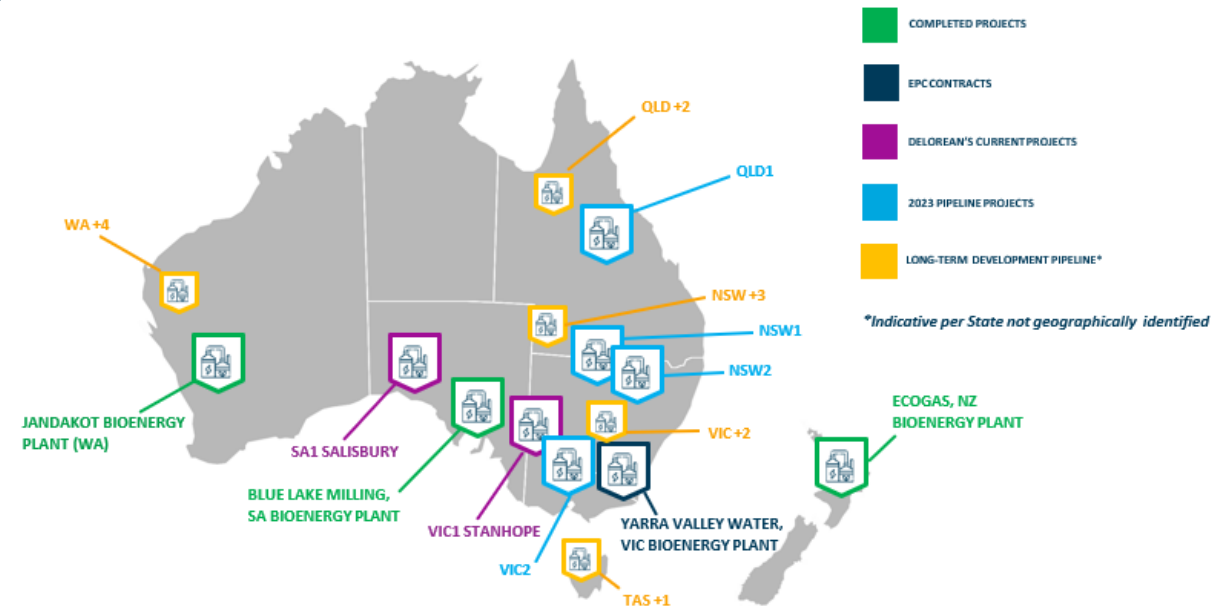 COMPLETED PROJECTS
EPC CONTRACTS
DELOREAN'S CURRENT PROJECTS
2023 PIPELINE PROJECTS
LONG-TERM DEVELOPMENT PIPELINE*
*Indicative per State not geographically identified
QLD +2
QLD1
WA +4
NSW +3
NSW1
NSW2
JANDAKOT BIOENERGY
PLANT (WA)
SA1 SALISBURY
BLUE LAKE MILLING,
SA BIOENERGY PLANT
VIC1 STANHOPE
VIC2
VIC +2
YARRA VALLEY WATER,
VIC BIOENERGY PLANT
TAS +1
ECOGAS, NZ
BIOENERGY PLANT